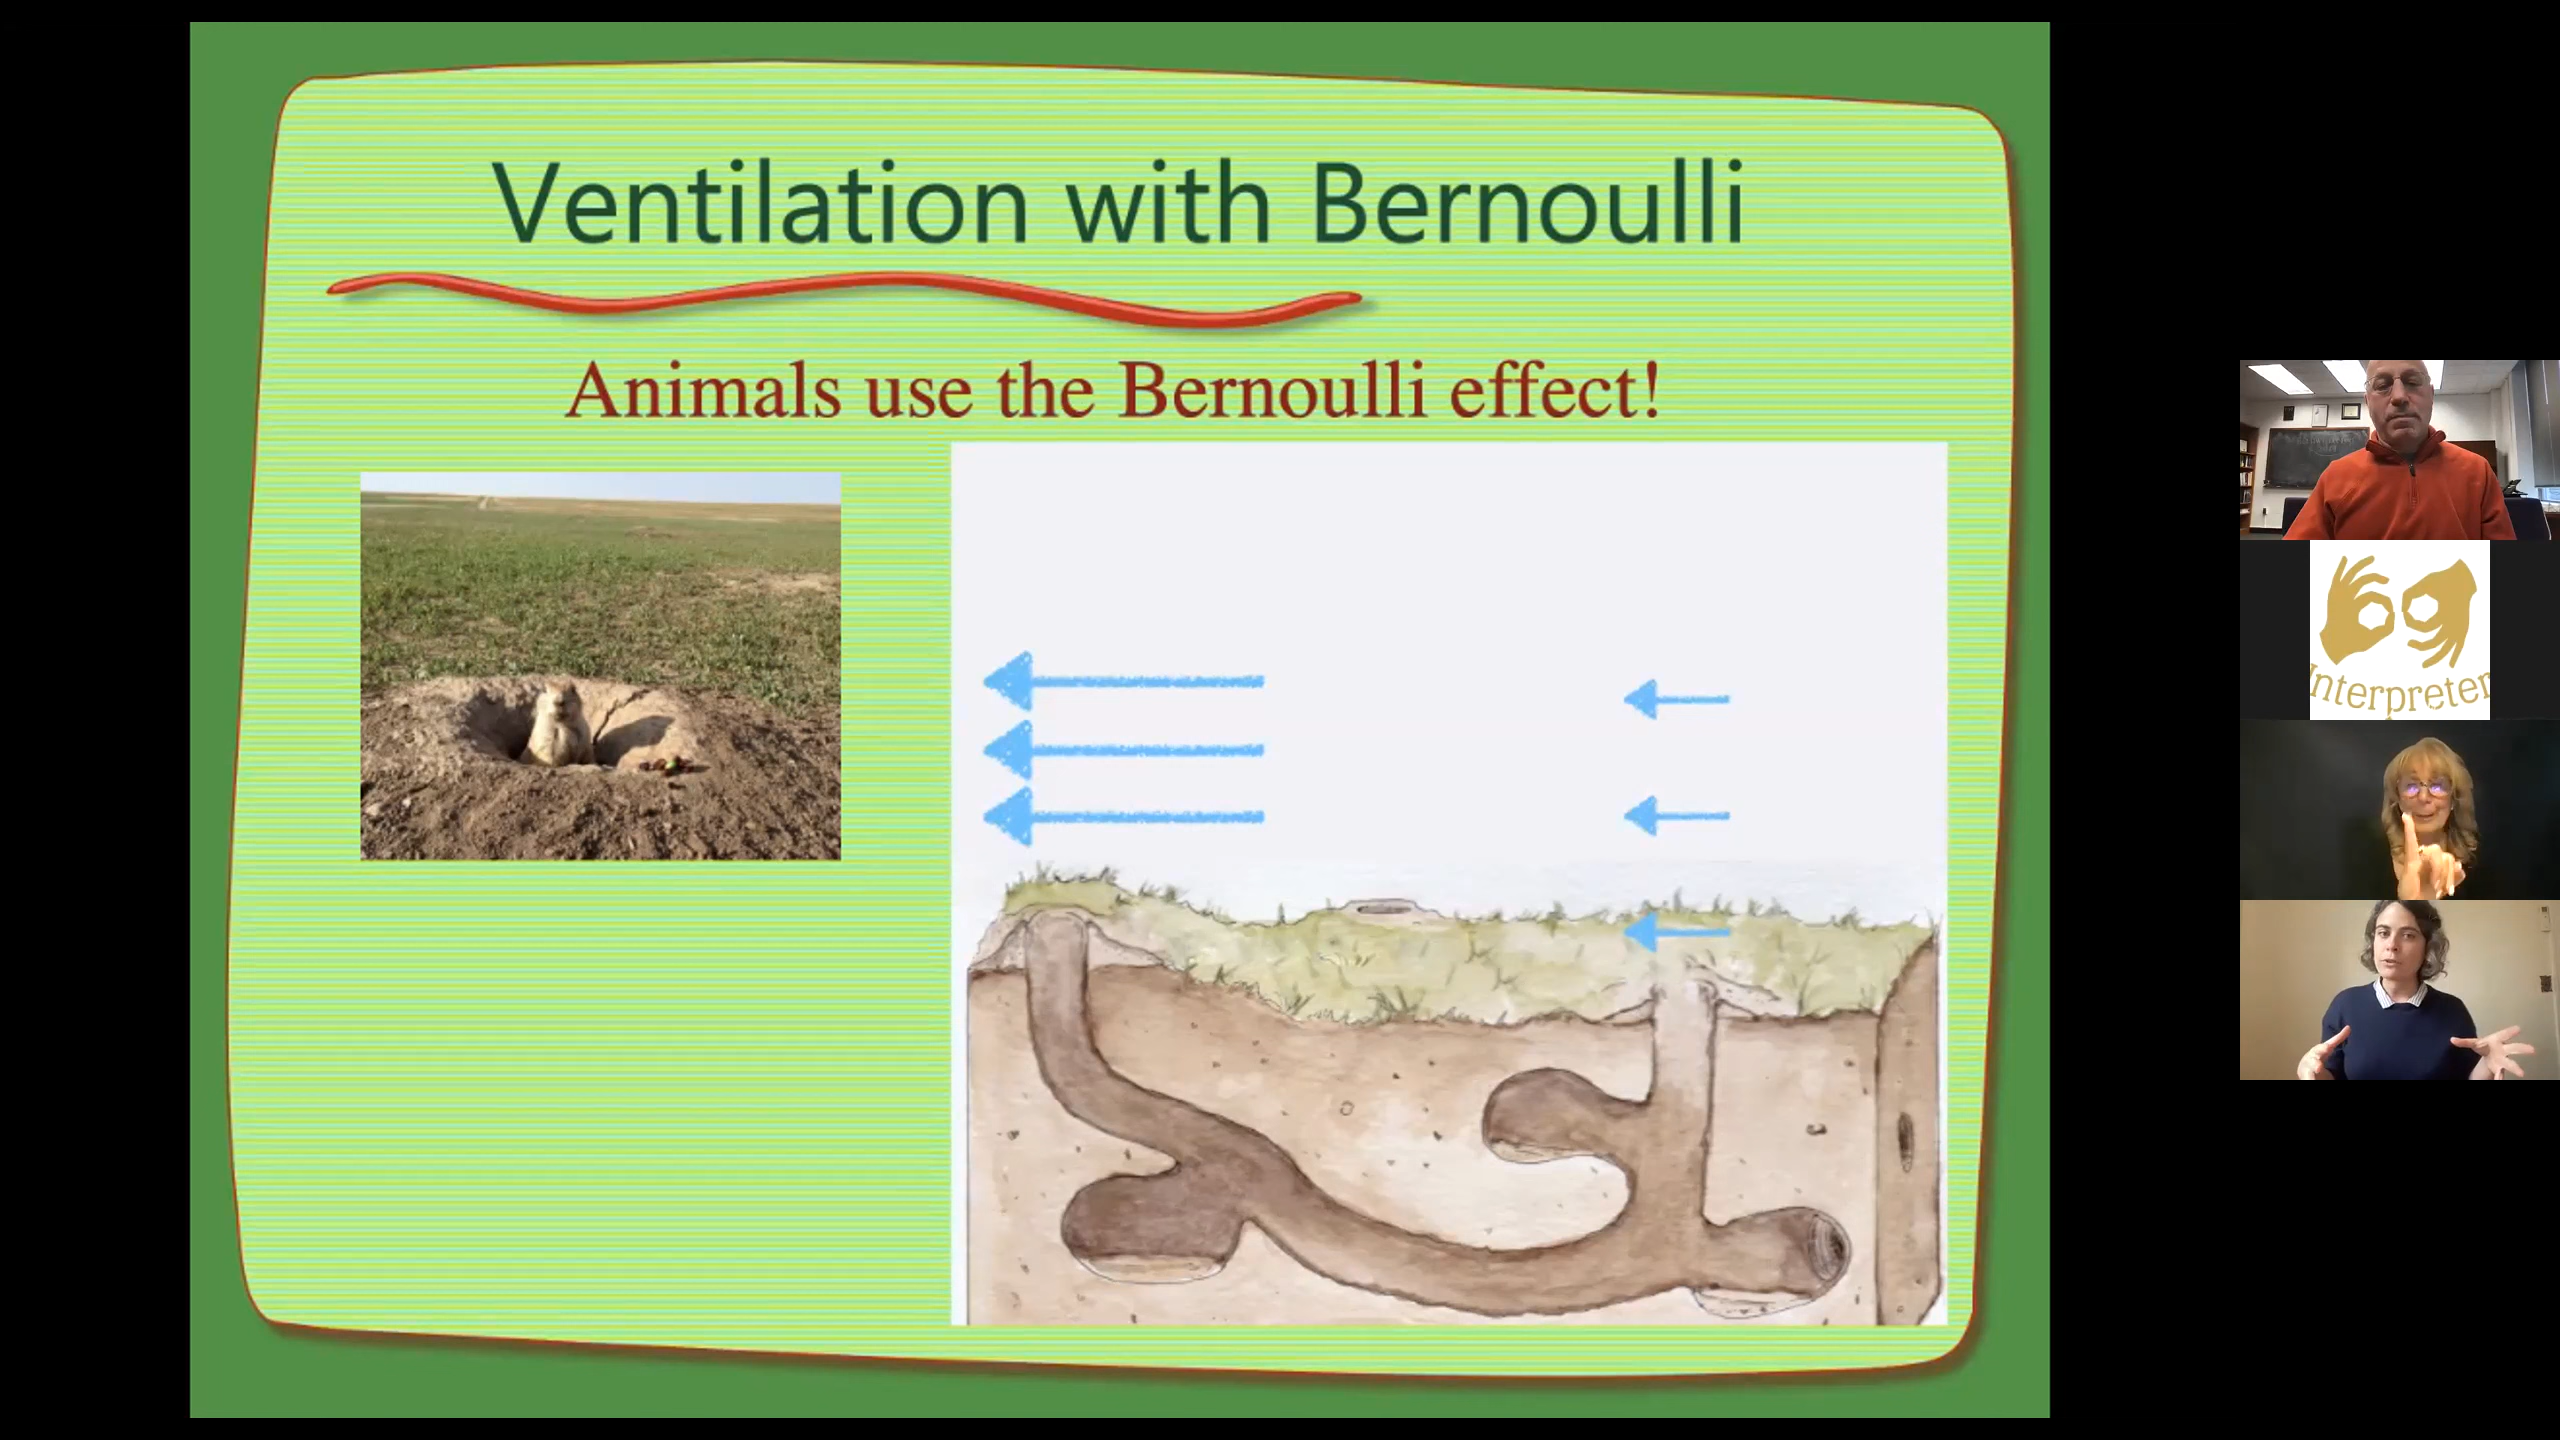 Ventilation with Bernoulli
Animals use the Bernoulli effect!
Interpreter